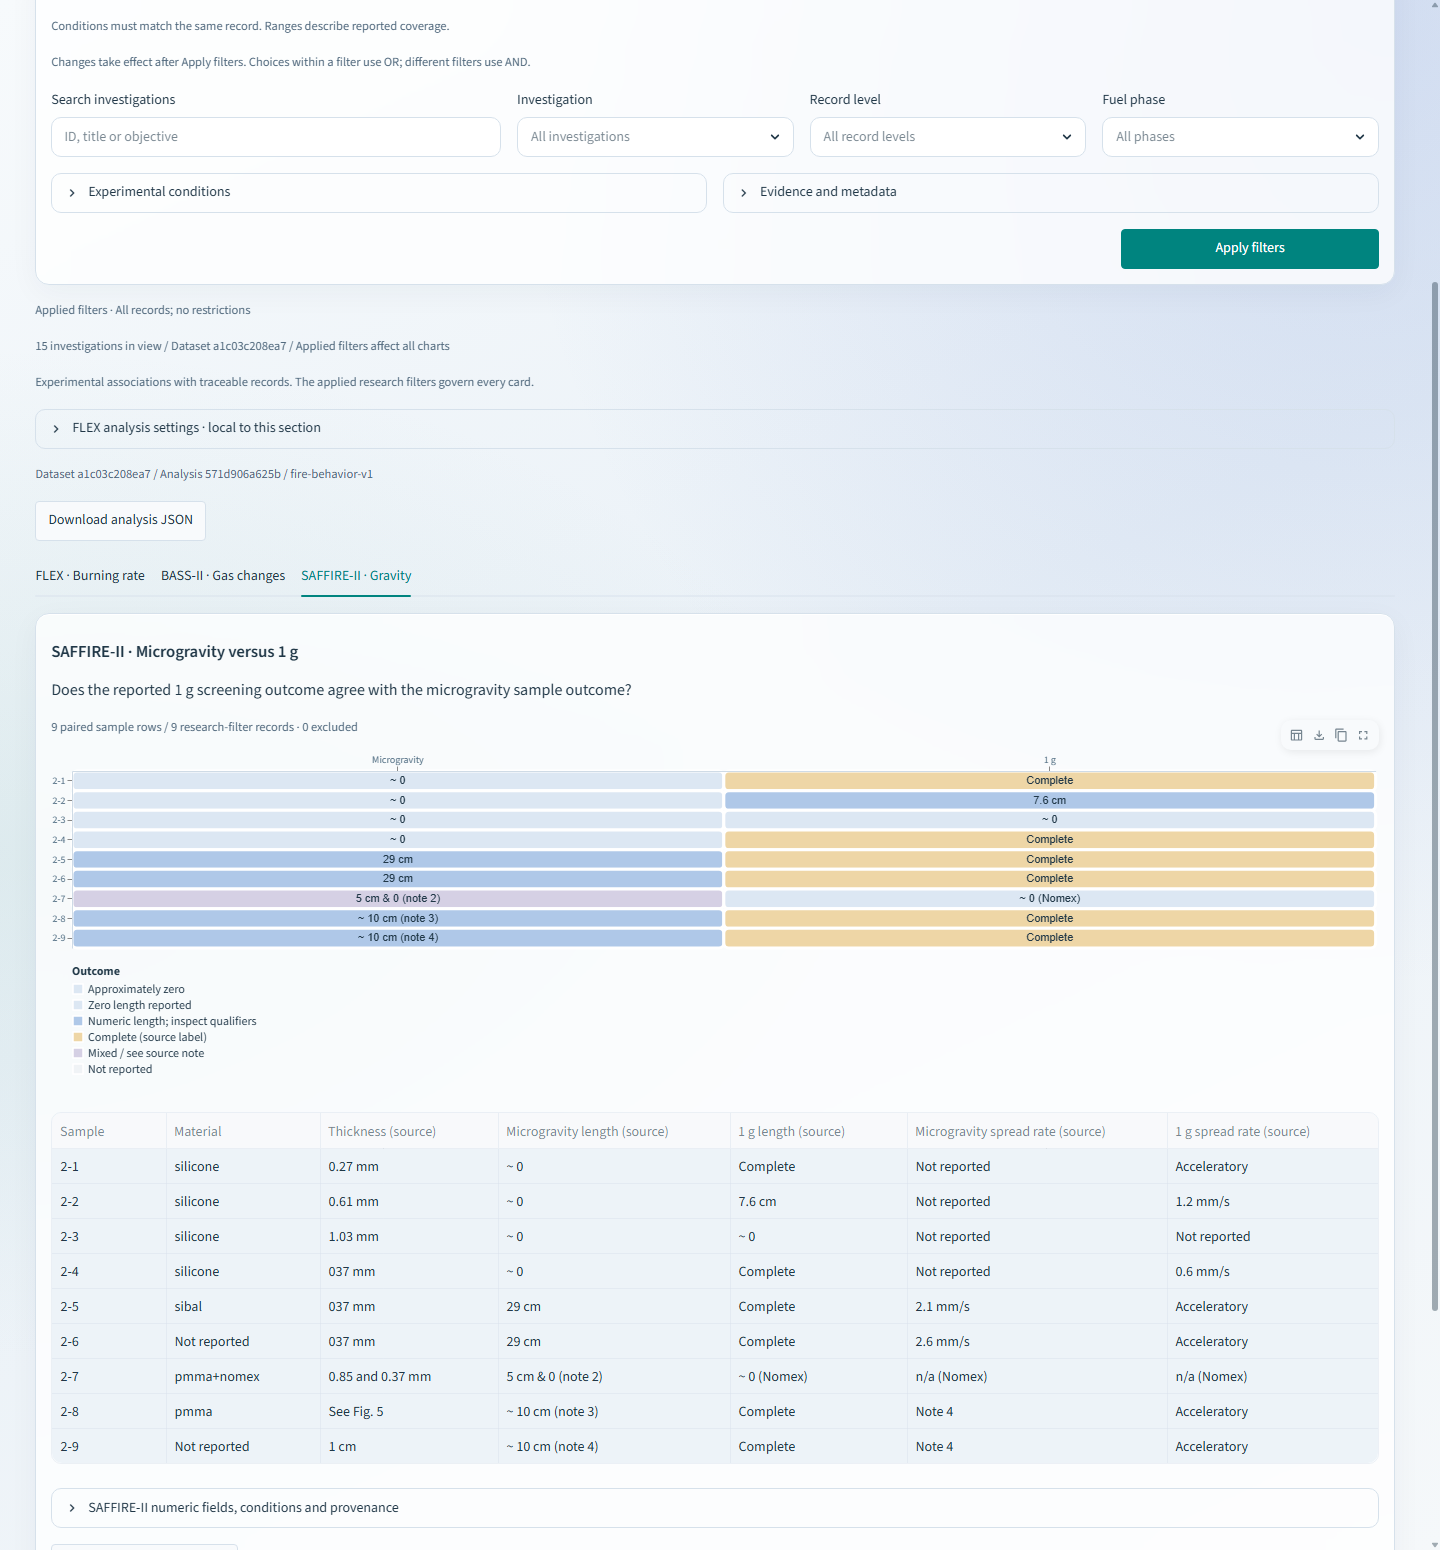 Conditions must match the same record. Ranges describe reported coverage.
Changes take effect after Apply filters. Choices within a filter use OR; different filters use AND.
Search investigations Investigation Record level Fuel phase
ID, title or objective All investigations All record levels All phases
Experimental conditions Evidence and metadata
Apply filters
Applied filters · All records; no restrictions
15 investigations in view / Dataset a1c03c208ea7 / Applied filters affect all charts
Experimental associations with traceable records. The applied research filters govern every card.
FLEX analysis settings · local to this section
Dataset a1c03c208ea7 / Analysis 571d906a625b / fire-behavior-v1
Download analysis JSON
FLEX · Burning rate BASS-II · Gas changes SAFFIRE-II · Gravity
SAFFIRE-II · Microgravity versus 1 g
Does the reported 1 g screening outcome agree with the microgravity sample outcome?
9 paired sample rows / 9 research-filter records · 0 excluded
Microgravity 1 g
2-1 ~ 0 Complete
2-2 ~ 0 7.6 cm
2-3 ~ 0 ~ 0
2-4 ~ 0 Complete
2-5 29 cm Complete
2-6 29 cm Complete
2-7 5 cm & 0 (note 2) ~ 0 (Nomex)
2-8 ~ 10 cm (note 3) Complete
2-9 ~ 10 cm (note 4) Complete
Outcome
Approximately zero
Zero length reported
Numeric length; inspect qualifiers
Complete (source label)
Mixed / see source note
Not reported
Sample Material Thickness (source) Microgravity length (source) 1 g length (source) Microgravity spread rate (source) 1 g spread rate (source)
2-1 silicone 0.27 mm ~ 0 Complete Not reported Acceleratory
2-2 silicone 0.61 mm ~ 0 7.6 cm Not reported 1.2 mm/s
2-3 silicone 1.03 mm ~ 0 ~ 0 Not reported Not reported
2-4 silicone 037 mm ~ 0 Complete Not reported 0.6 mm/s
2-5 sibal 037 mm 29 cm Complete 2.1 mm/s Acceleratory
2-6 Not reported 037 mm 29 cm Complete 2.6 mm/s Acceleratory
2-7 pmma+nomex 0.85 and 0.37 mm 5 cm & 0 (note 2) ~ 0 (Nomex) n/a (Nomex) n/a (Nomex)
2-8 pmma See Fig. 5 ~ 10 cm (note 3) Complete Note 4 Acceleratory
2-9 Not reported 1 cm ~ 10 cm (note 4) Complete Note 4 Acceleratory
SAFFIRE-II numeric fields, conditions and provenance